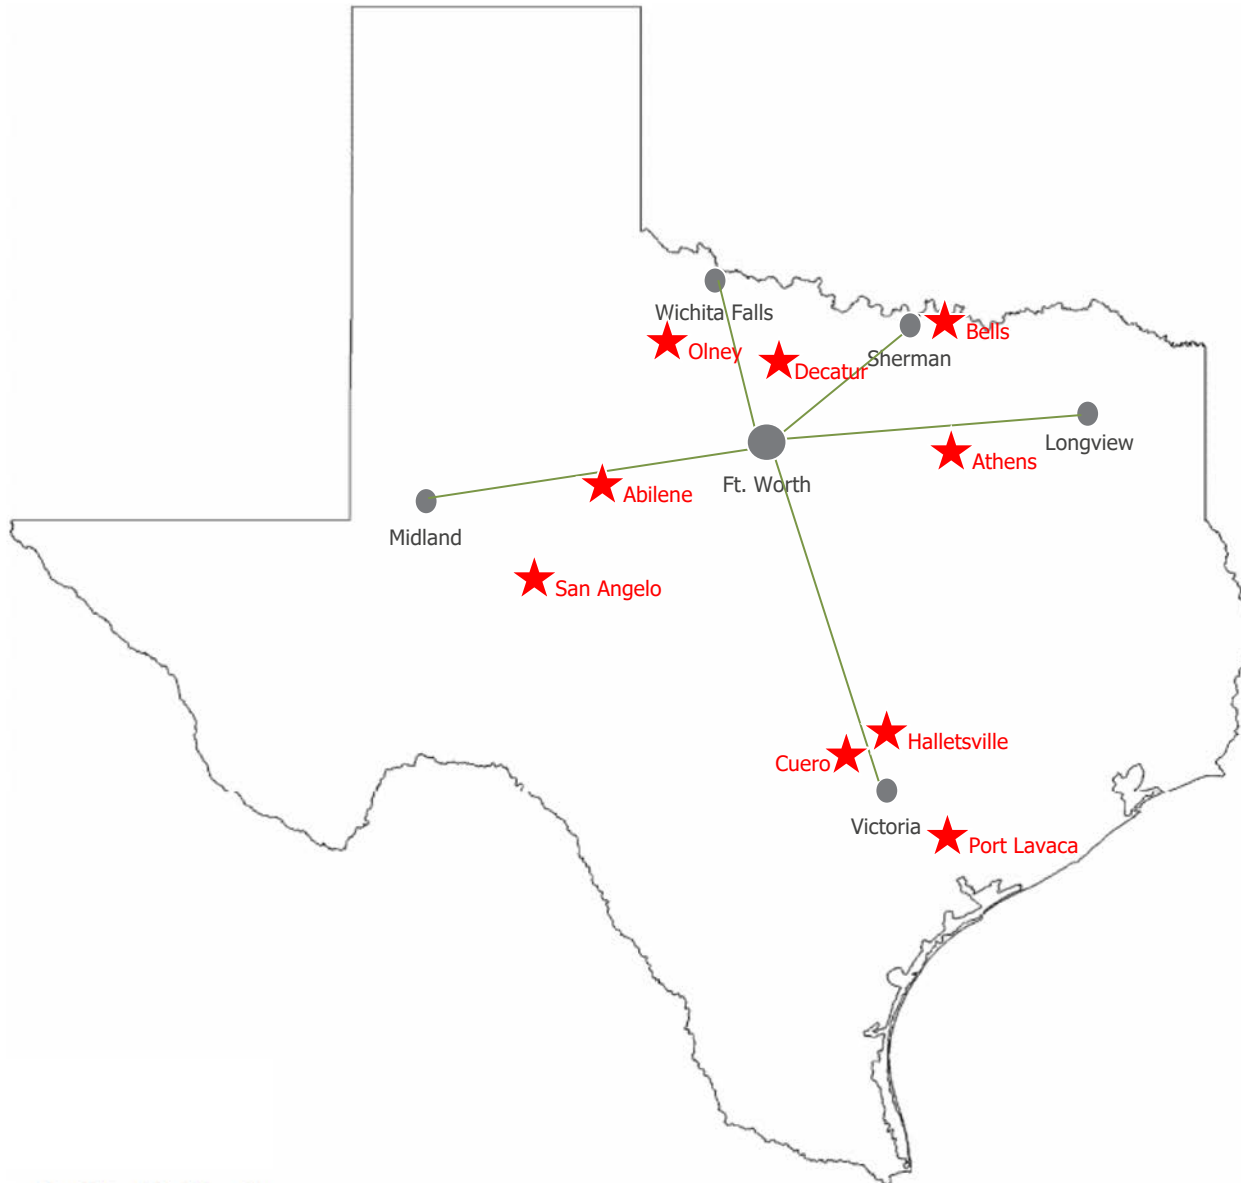 Wichita Falls
Bells
Olney
Sherman
Decatur
Longview
Athens
Ft. Worth
Abilene
Midland
San Angelo
Halletsville
Cuero
Victoria
Port Lavaca